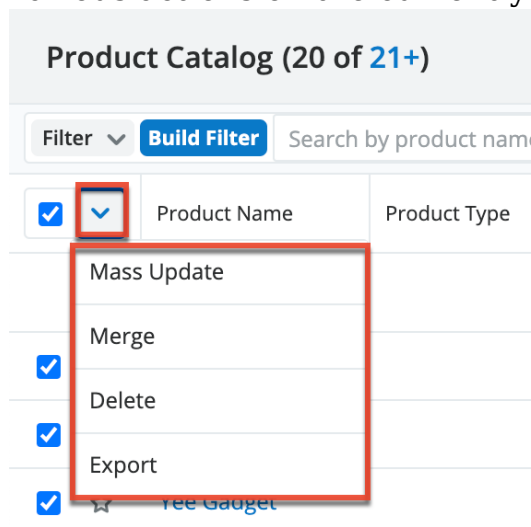 Product Catalog (20 of 21+)
Filter Build Filter Search by product name
Product Name Product Type
Mass Update
Merge
Delete
Export
Yee Gadget